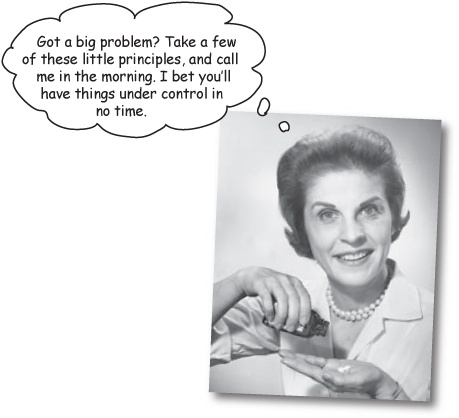 Got a big problem? Take a few
of these little principles, and call
me in the morning. I bet you'll
have things under control in
no time.